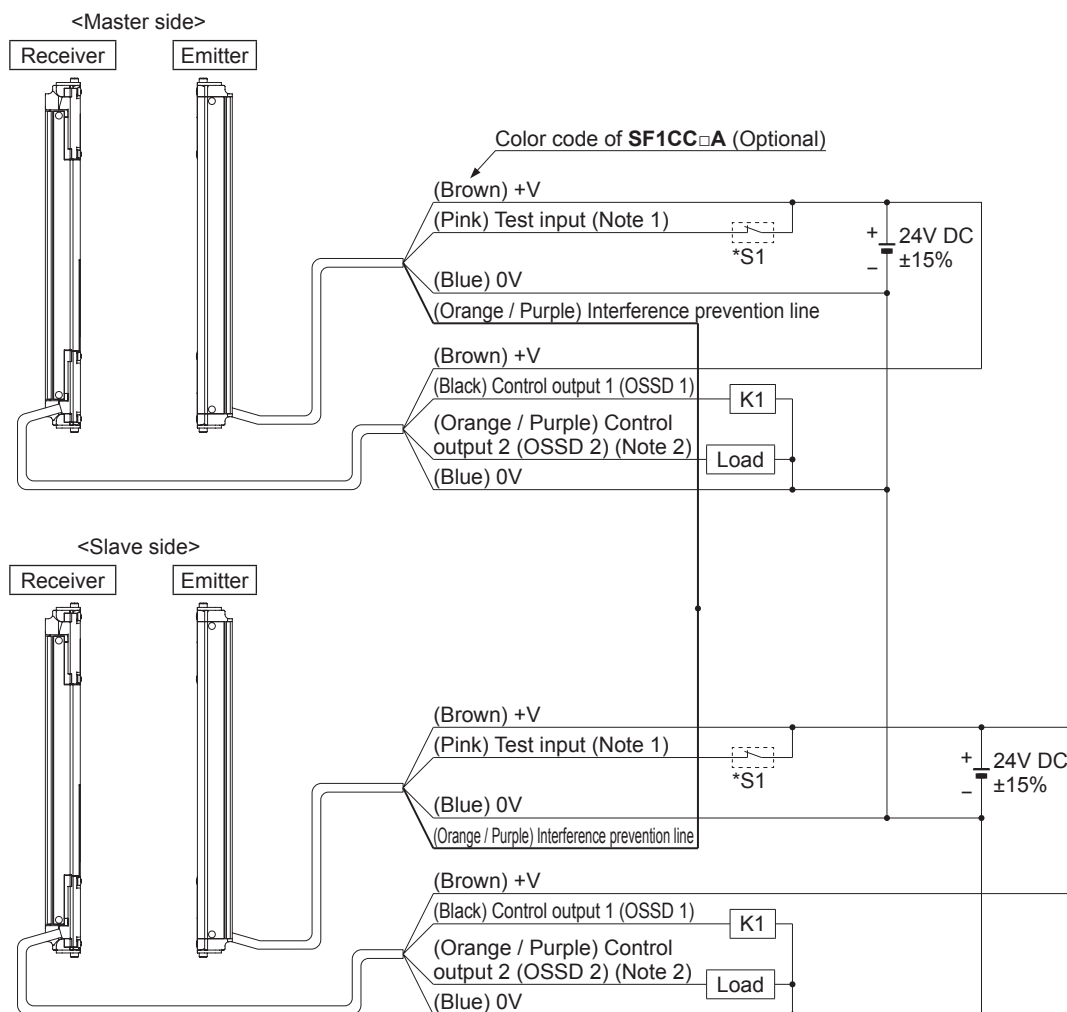 <Master side>
Receiver
Emitter
Color code of SF1CC□A (Optional)
(Brown) +V
(Pink) Test input (Note 1)
*S1
+
−
24V DC
±15%
(Blue) 0V
(Orange / Purple) Interference prevention line
(Brown) +V
(Black) Control output 1 (OSSD 1)
K1
(Orange / Purple) Control
output 2 (OSSD 2) (Note 2)
Load
(Blue) 0V
<Slave side>
Receiver
Emitter
(Brown) +V
(Pink) Test input (Note 1)
*S1
+
−
24V DC
±15%
(Blue) 0V
(Orange / Purple) Interference prevention line
(Brown) +V
(Black) Control output 1 (OSSD 1)
K1
(Orange / Purple) Control
output 2 (OSSD 2) (Note 2)
Load
(Blue) 0V